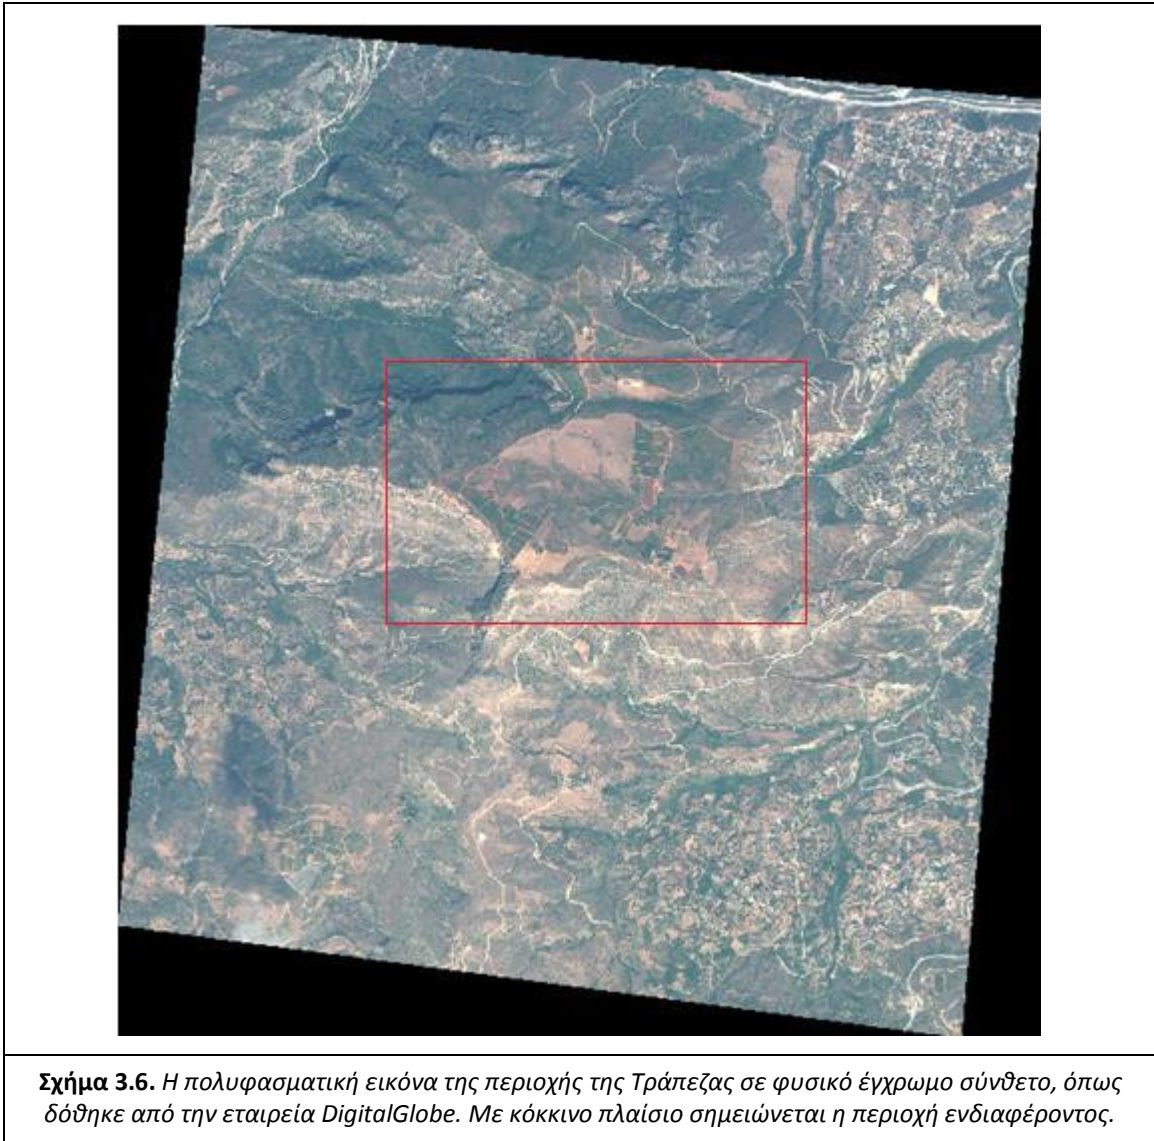 Σχήμα 3.6. Η πολυφασματική εικόνα της περιοχής της Τράπεζας σε φυσικό έγχρωμο σύνθετο, όπως
δόθηκε από την εταιρεία DigitalGlobe. Με κόκκινο πλαίσιο σημειώνεται η περιοχή ενδιαφέροντος.